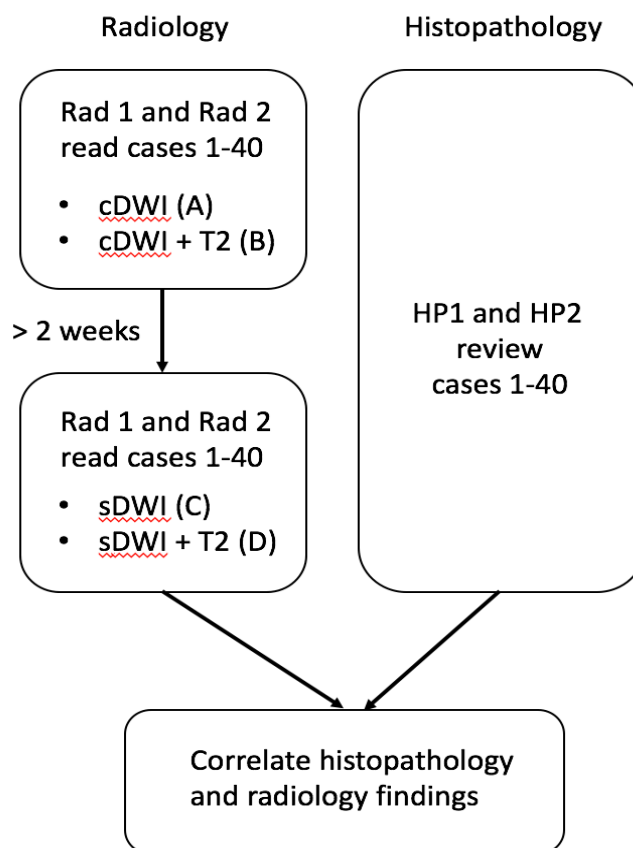 Radiology
Rad 1 and Rad 2
read cases 1-40
• cDWI (A)
• cDWI + T2 (B)
> 2 weeks
Rad 1 and Rad 2
read cases 1-40
• sDWI (C)
• sDWI + T2 (D)
Histopathology
HP1 and HP2
review
cases 1-40
Correlate histopathology
and radiology findings